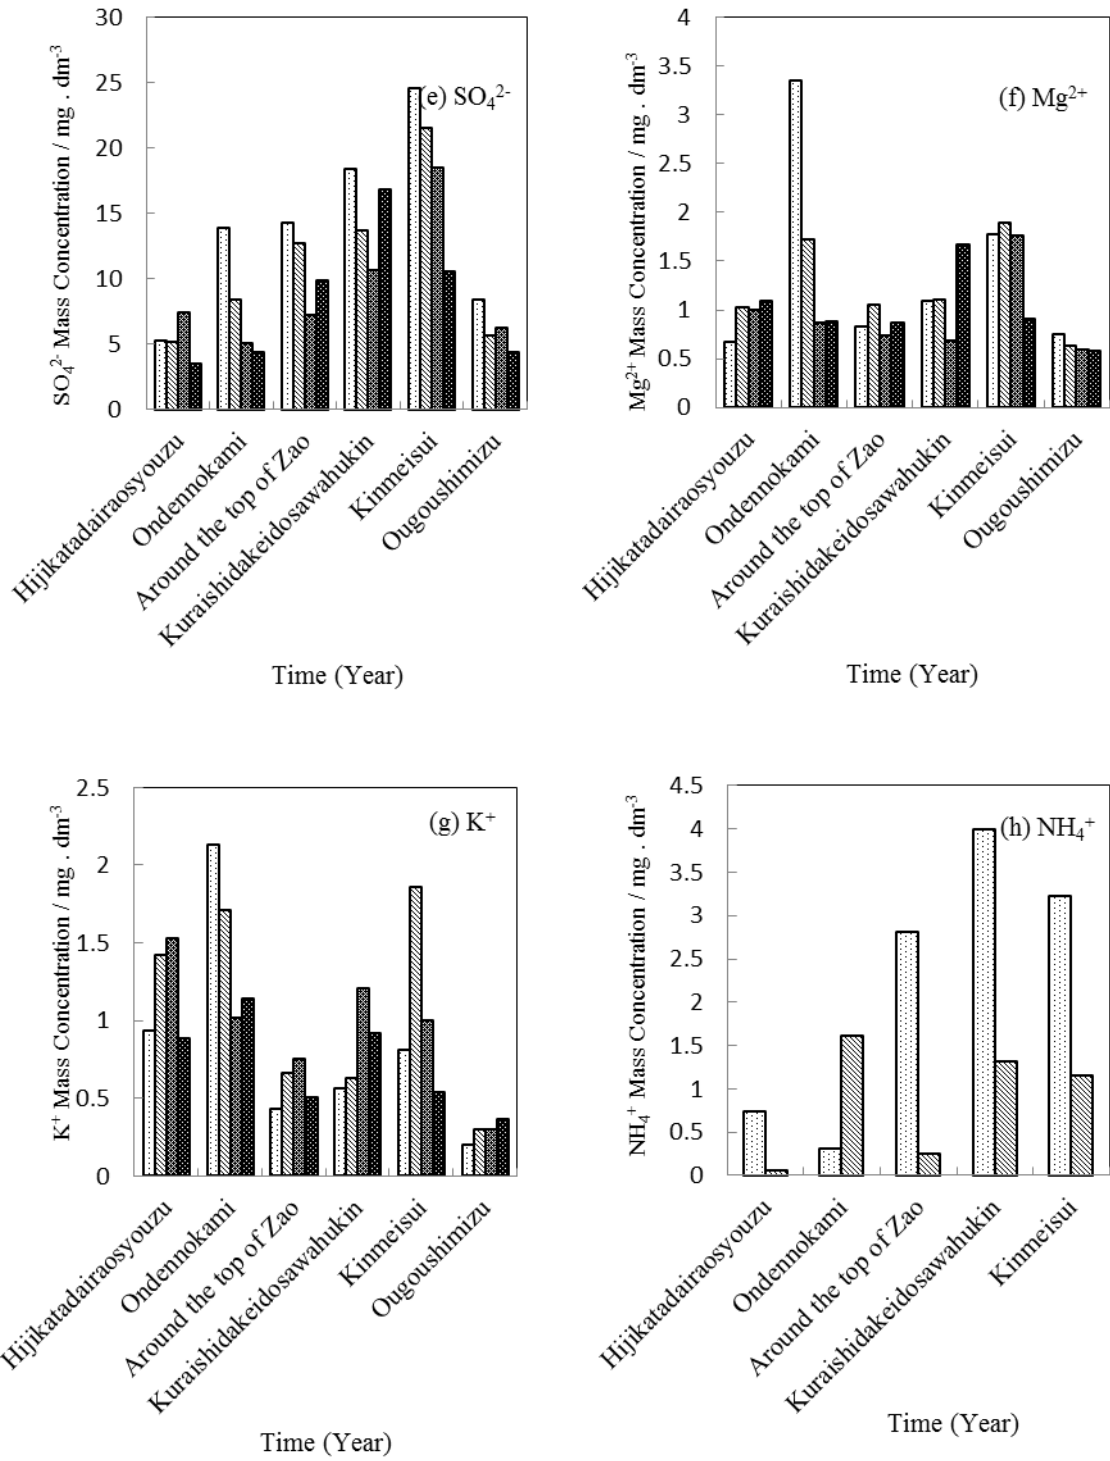 30
25
20
15
10
5
0
SO₄²⁻ Mass Concentration / mg . dm⁻³
(e) SO₄²⁻
Hijikatadairaosyouzu
Ondennokami
Around the top of Zao
Kuraishidakeidosawahukin
Kinmeisui
Ougoushimizu
Time (Year)
4
3.5
3
2.5
2
1.5
1
0.5
0
Mg²⁺ Mass Concentration / mg . dm⁻³
(f) Mg²⁺
Hijikatadairaosyouzu
Ondennokami
Around the top of Zao
Kuraishidakeidosawahukin
Kinmeisui
Ougoushimizu
Time (Year)
2.5
2
1.5
1
0.5
0
K⁺ Mass Concentration / mg . dm⁻³
(g) K⁺
Hijikatadairaosyouzu
Ondennokami
Around the top of Zao
Kuraishidakeidosawahukin
Kinmeisui
Ougoushimizu
Time (Year)
4.5
4
3.5
3
2.5
2
1.5
1
0.5
0
NH₄⁺ Mass Concentration / mg . dm⁻³
(h) NH₄⁺
Hijikatadairaosyouzu
Ondennokami
Around the top of Zao
Kuraishidakeidosawahukin
Kinmeisui
Time (Year)